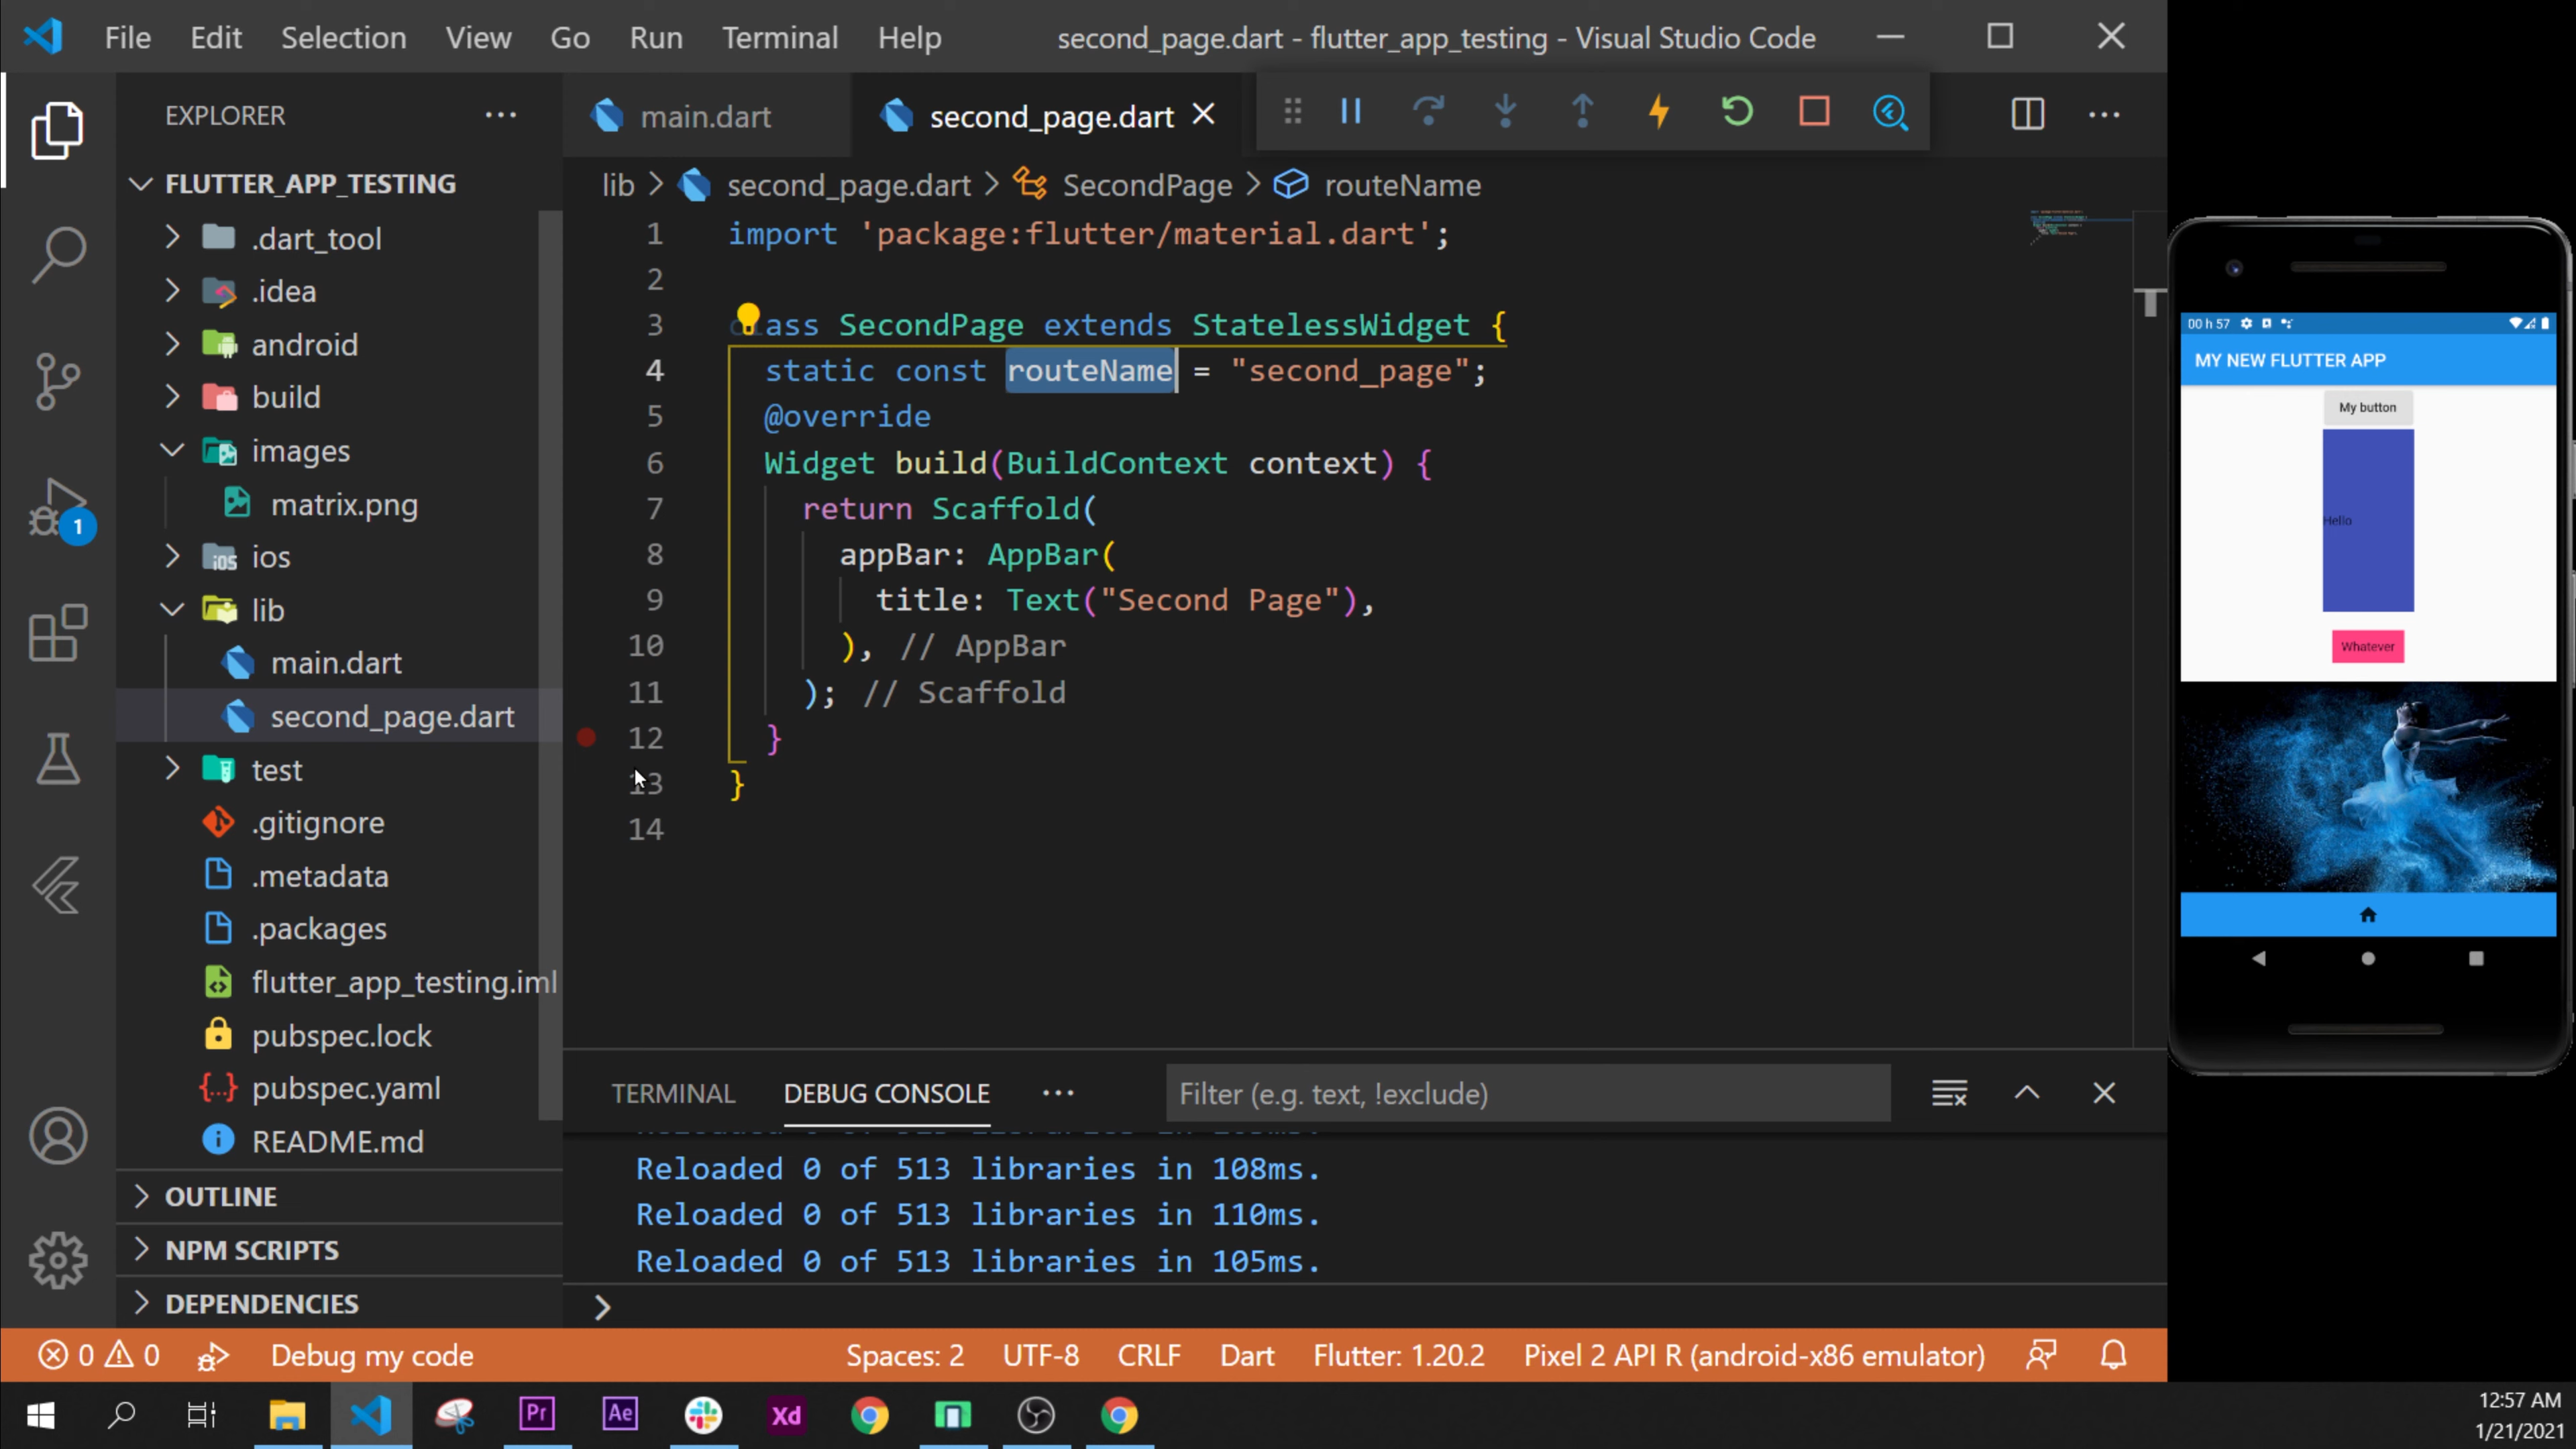 File Edit Selection View Go Run Terminal Help second_page.dart - flutter_app_testing - Visual Studio Code
EXPLORER
main.dart
second_page.dart
FLUTTER_APP_TESTING
.dart_tool
.idea
android
build
images
matrix.png
ios
lib
main.dart
second_page.dart
test
.gitignore
.metadata
.packages
flutter_app_testing.iml
pubspec.lock
pubspec.yaml
README.md
OUTLINE
NPM SCRIPTS
DEPENDENCIES
1
lib > second_page.dart > SecondPage > routeName
1 import 'package:flutter/material.dart';
2
3 class SecondPage extends StatelessWidget {
4 static const routeName = "second_page";
5 @override
6 Widget build(BuildContext context) {
7 return Scaffold(
8 appBar: AppBar(
9 title: Text("Second Page"),
10 ), // AppBar
11 ); // Scaffold
12 }
13 }
14
TERMINAL DEBUG CONSOLE Filter (e.g. text, !exclude)
Reloaded 0 of 513 libraries in 108ms.
Reloaded 0 of 513 libraries in 110ms.
Reloaded 0 of 513 libraries in 105ms.
0 0 Debug my code Spaces: 2 UTF-8 CRLF Dart Flutter: 1.20.2 Pixel 2 API R (android-x86 emulator)
00 h 57
MY NEW FLUTTER APP
My button
Hello
Whatever
Pr Ae Xd
12:57 AM
1/21/2021